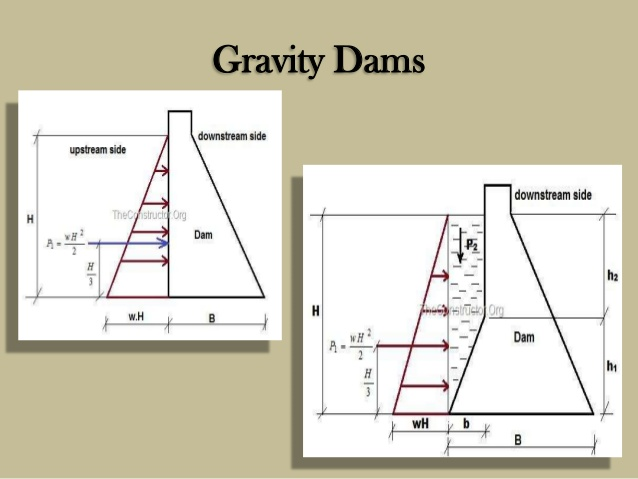 Gravity Dams
downstream side
upstream side
TheConstructor.Org
H
Dam
P₁ = wH²/2
H/3
w.H
B
downstream side
P₂
h₂
H
TheConstructor.Org
Dam
P₁ = wH²/2
H/3
h₁
wH
b
B